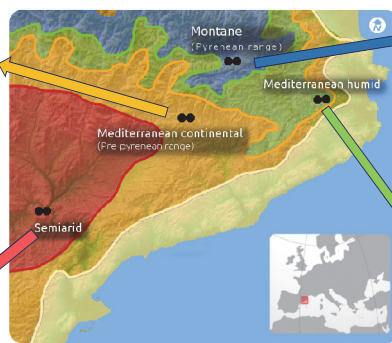 Montane
(Pyrenean range)
Mediterranean humid
Mediterranean continental
(Pre pyrenean range)
Semiarid